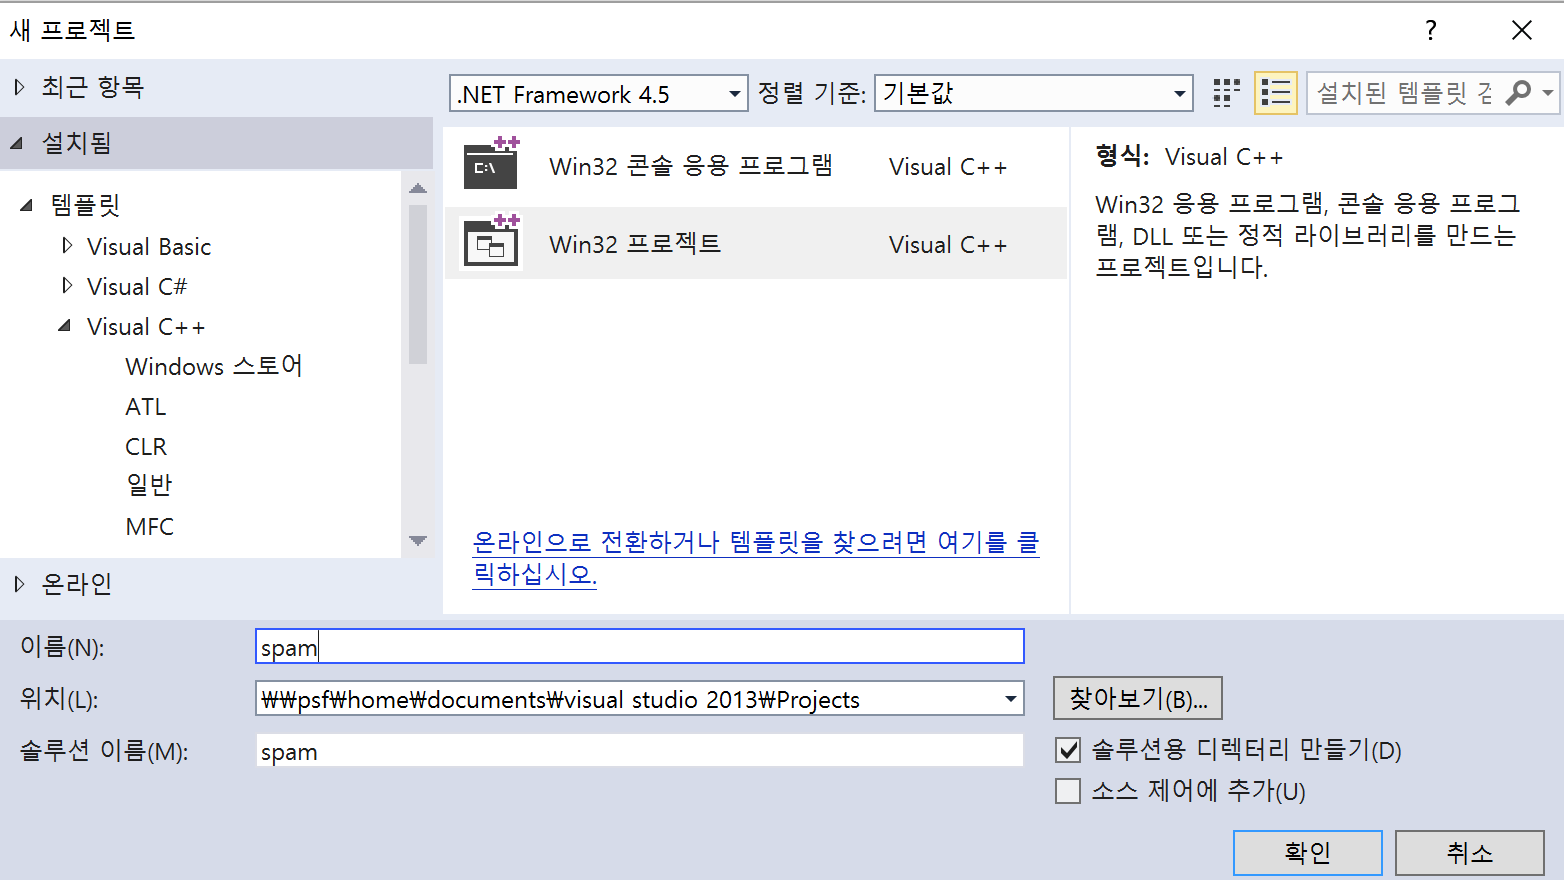 새 프로젝트
?
최근 항목
.NET Framework 4.5
정렬 기준:
기본값
설치된 템플릿
설치됨
템플릿
Visual Basic
Visual C#
Visual C++
Windows 스토어
ATL
CLR
일반
MFC
온라인
C:\
Win32 콘솔 응용 프로그램
Visual C++
Win32 프로젝트
Visual C++
온라인으로 전환하거나 템플릿을 찾으려면 여기를 클
릭하십시오.
형식: Visual C++
Win32 응용 프로그램, 콘솔 응용 프로그
램, DLL 또는 정적 라이브러리를 만드는
프로젝트입니다.
이름(N):
spam
위치(L):
₩₩psf₩home₩documents₩visual studio 2013₩Projects
찾아보기(B)...
솔루션 이름(M):
spam
솔루션용 디렉터리 만들기(D)
소스 제어에 추가(U)
확인
취소